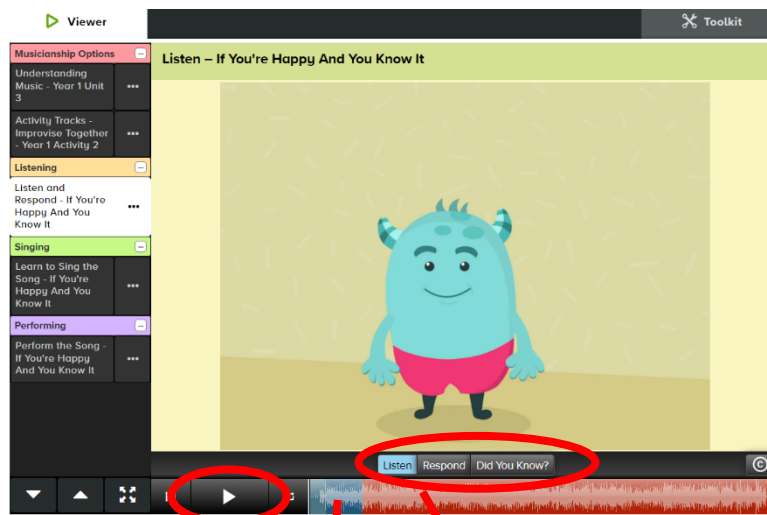 Viewer
Toolkit
Musicianship Options
Understanding
Music - Year 1 Unit
3
Activity Tracks -
Improvise Together
- Year 1 Activity 2
Listening
Listen and
Respond - If You're
Happy And You
Know It
Singing
Learn to Sing the
Song - If You're
Happy And You
Know It
Performing
Perform the Song -
If You're Happy
And You Know It
Listen – If You're Happy And You Know It
Listen Respond Did You Know?
©